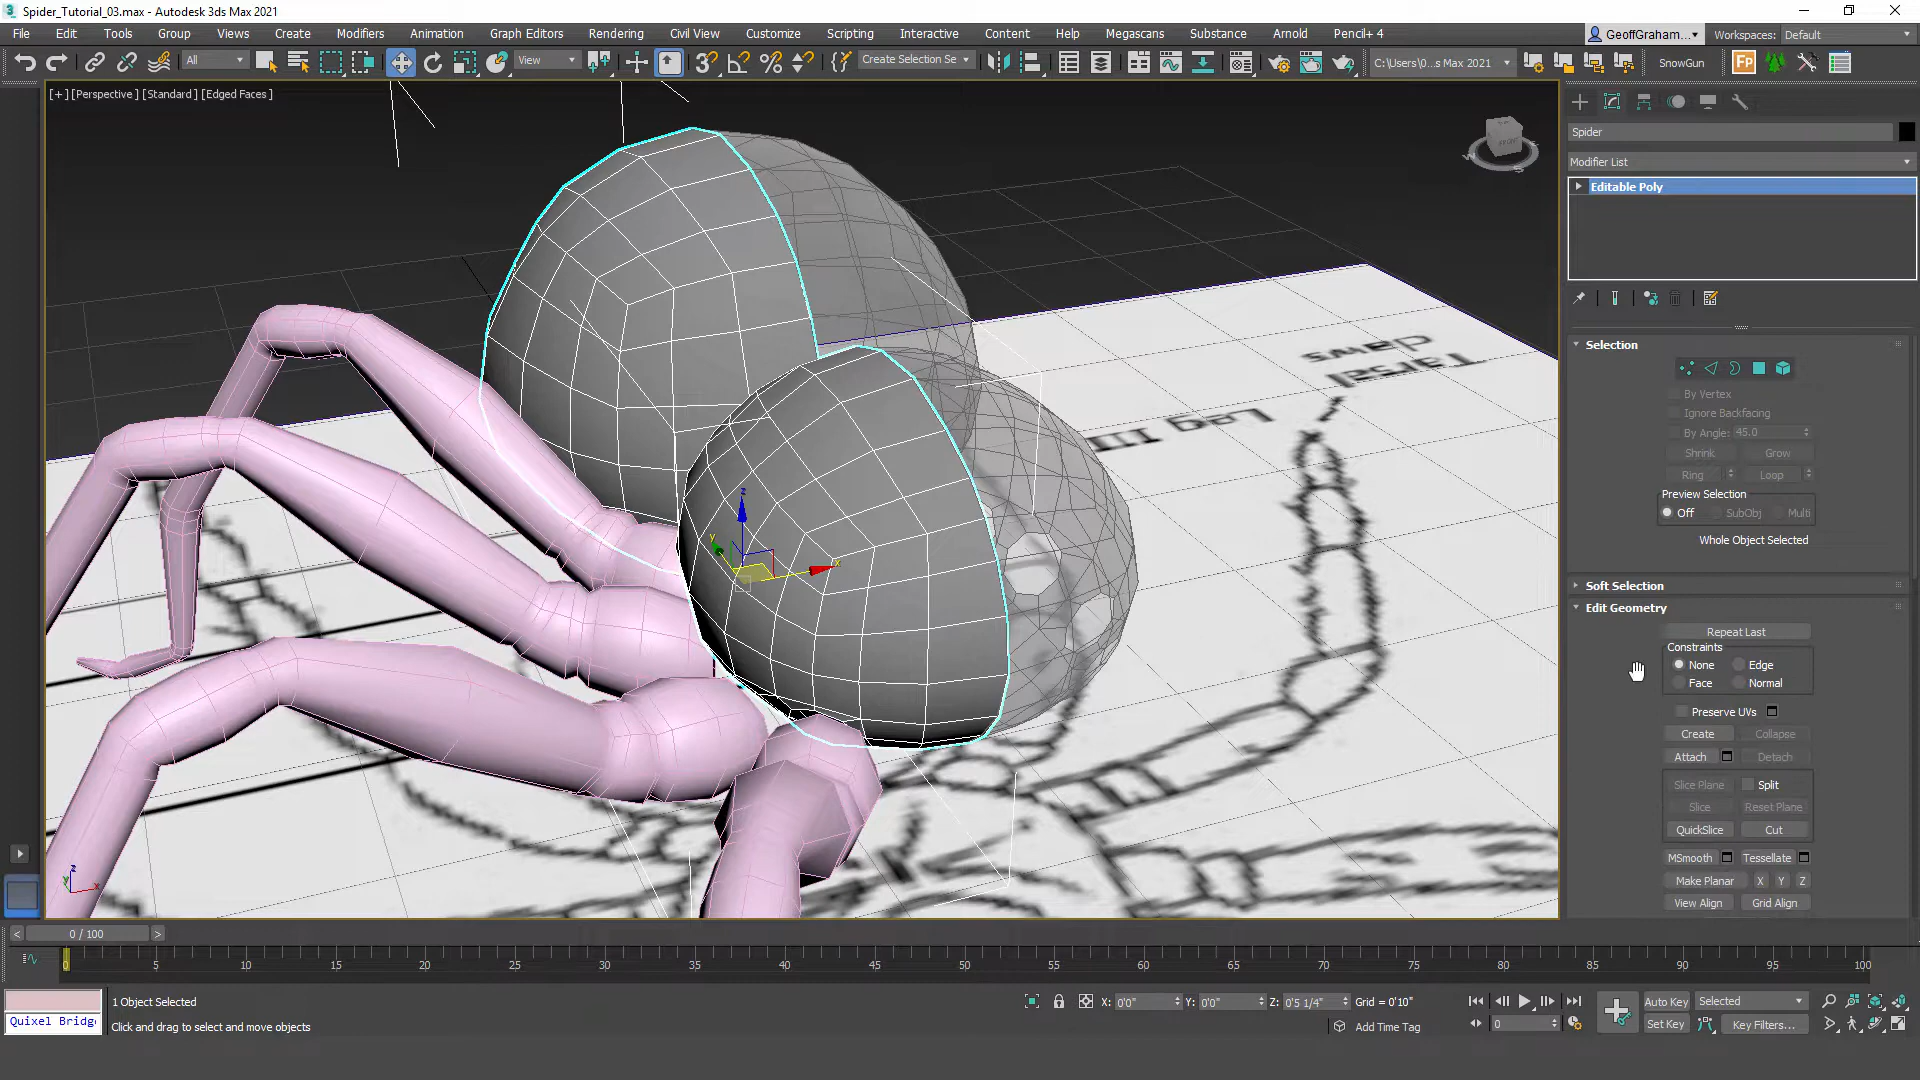 Spider_Tutorial_03.max - Autodesk 3ds Max 2021
File Edit Tools Group Views Create Modifiers Animation Graph Editors Rendering Civil View Customize Scripting Interactive Content Help Megascans Substance Arnold Pencil+ 4
GeoffGraham... Workspaces: Default
All View Create Selection Se C:\Users\0...s Max 2021 SnowGun
[+] [Perspective] [Standard] [Edged Faces]
Spider
Modifier List
Editable Poly
Selection
By Vertex
Ignore Backfacing
By Angle: 45.0
Shrink Grow
Ring Loop
Preview Selection
Off SubObj Multi
Whole Object Selected
Soft Selection
Edit Geometry
Repeat Last
Constraints
None Edge
Face Normal
Preserve UVs
Create Collapse
Attach Detach
Slice Plane Split
Slice Reset Plane
QuickSlice Cut
MSmooth Tessellate
Make Planar X Y Z
View Align Grid Align
Tarsal
claws
Leg III
z
y
x
z
y
x
FRONT
W
S
< 0 / 100 >
0 5 10 15 20 25 30 35 40 45 50 55 60 65 70 75 80 85 90 95 100
1 Object Selected
X: 0'0" Y: 0'0" Z: 0'5 1/4" Grid = 0'10"
Auto Key Selected
Quixel Bridg
Click and drag to select and move objects
Add Time Tag
0
Set Key Key Filters...